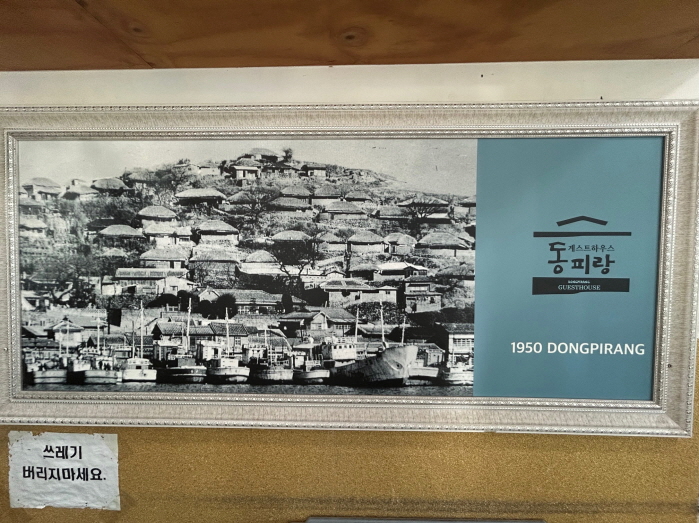 게스트하우스
동피랑
DONGPIRANG
GUESTHOUSE
1950 DONGPIRANG
쓰레기
버리지마세요.